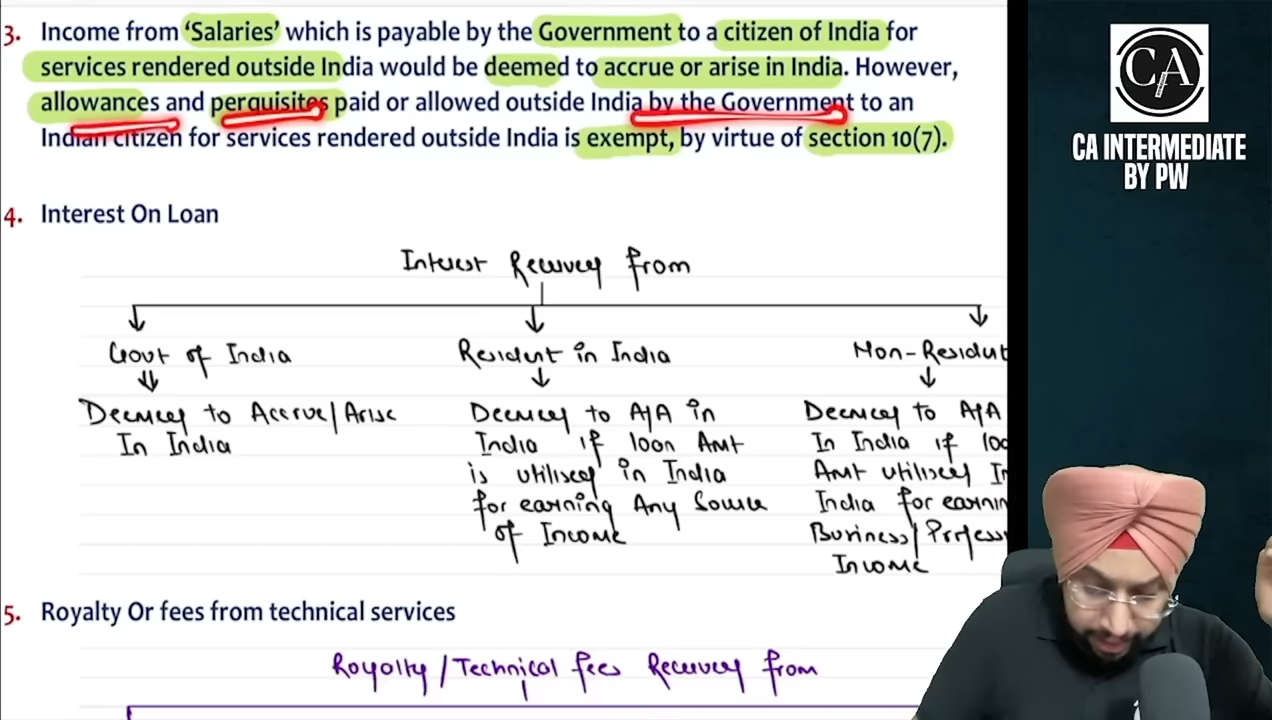 3. Income from ‘Salaries’ which is payable by the Government to a citizen of India for
services rendered outside India would be deemed to accrue or arise in India. However,
allowances and perquisites paid or allowed outside India by the Government to an
Indian citizen for services rendered outside India is exempt, by virtue of section 10(7).
CA
CA INTERMEDIATE
BY PW
4. Interest On Loan
Interest Received from
Govt of India
Deemed to Accrue/Arise
In India
Resident in India
Deemed to A/A in
India if loan Amt
is utilised in India
for earning Any Source
of Income
Non-Resident
Deemed to A/A
In India if
Amt utilised In
India for
Business/
Income
5. Royalty Or fees from technical services
Royalty / Technical fees Received from